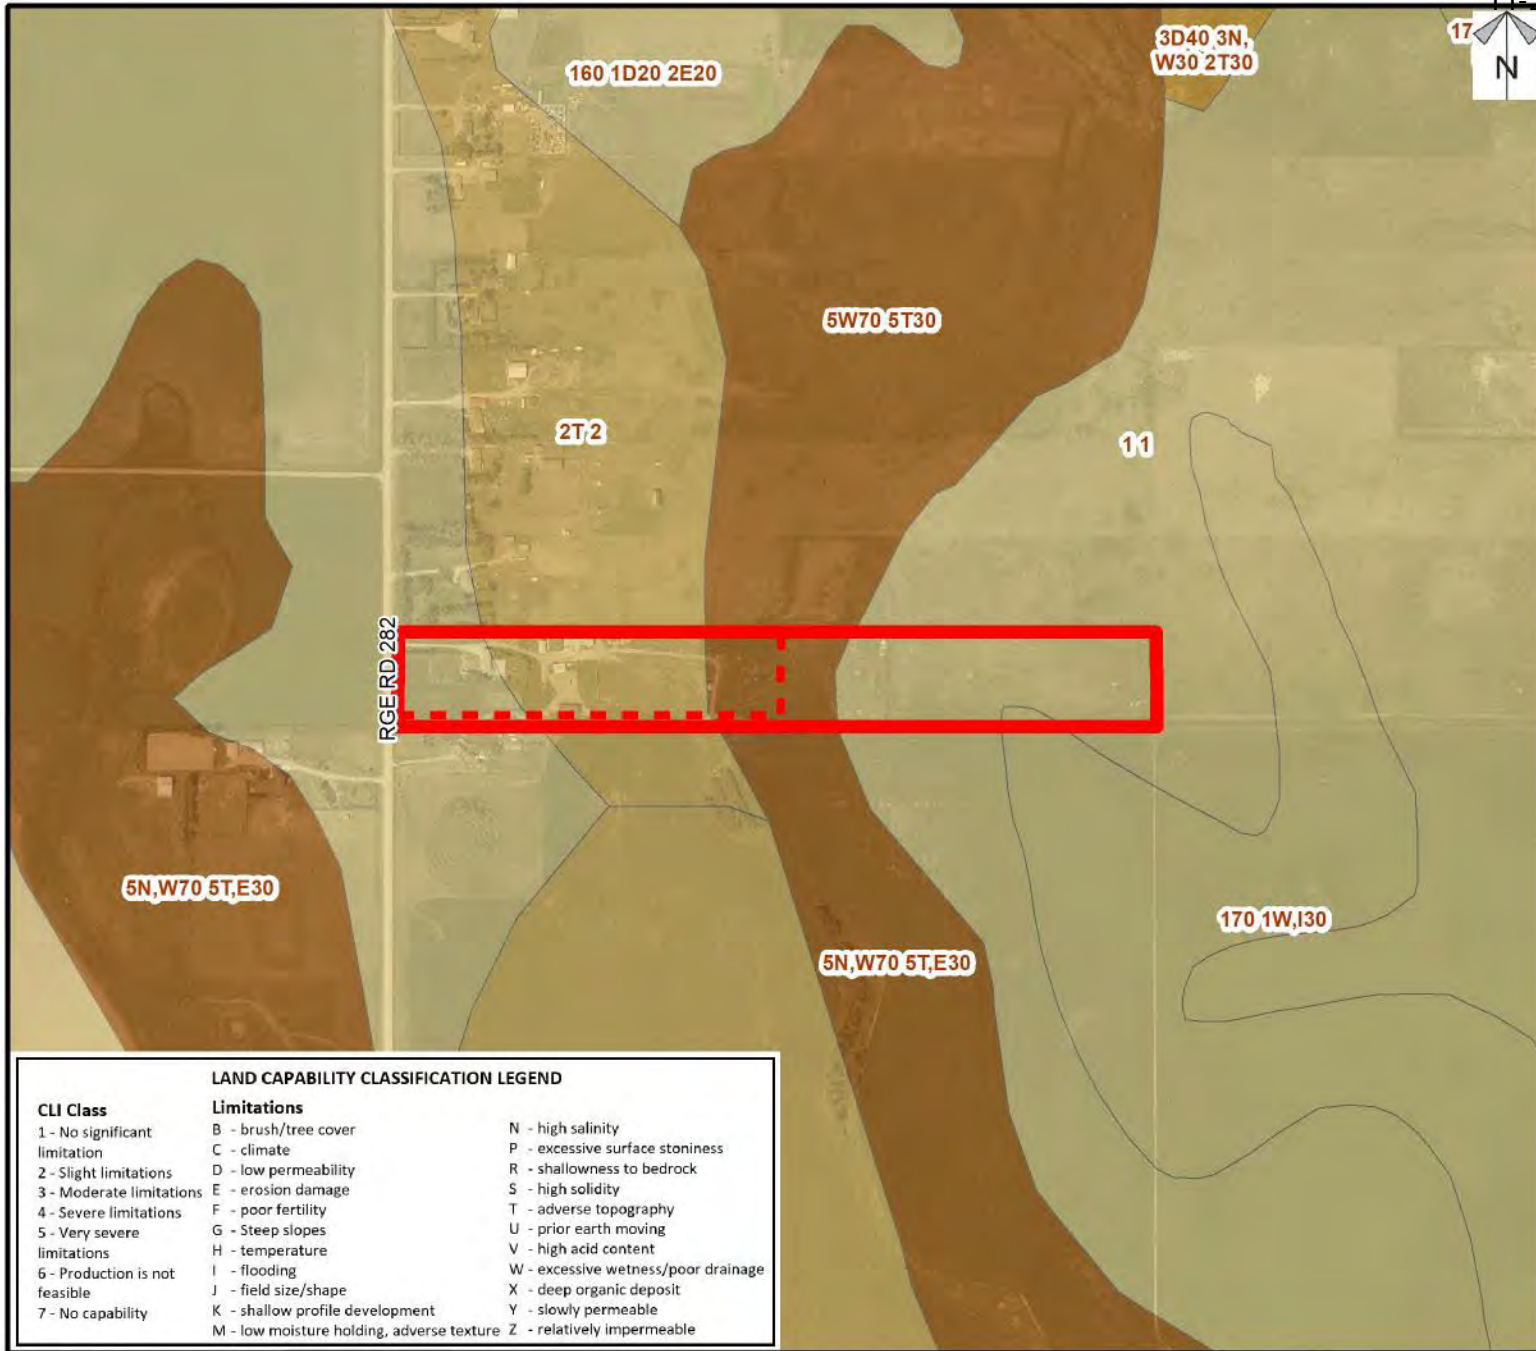 160 1D20 2E20
3D40 3N,
W30 2T30
17
N
5W70 5T30
2T 2
1 1
RGE RD 282
5N,W70 5T,E30
170 1W,I30
5N,W70 5T,E30
LAND CAPABILITY CLASSIFICATION LEGEND
CLI Class
1 - No significant
limitation
2 - Slight limitations
3 - Moderate limitations
4 - Severe limitations
5 - Very severe
limitations
6 - Production is not
feasible
7 - No capability
Limitations
B - brush/tree cover
C - climate
D - low permeability
E - erosion damage
F - poor fertility
G - Steep slopes
H - temperature
I - flooding
J - field size/shape
K - shallow profile development
M - low moisture holding, adverse texture
N - high salinity
P - excessive surface stoniness
R - shallowness to bedrock
S - high solidity
T - adverse topography
U - prior earth moving
V - high acid content
W - excessive wetness/poor drainage
X - deep organic deposit
Y - slowly permeable
Z - relatively impermeable